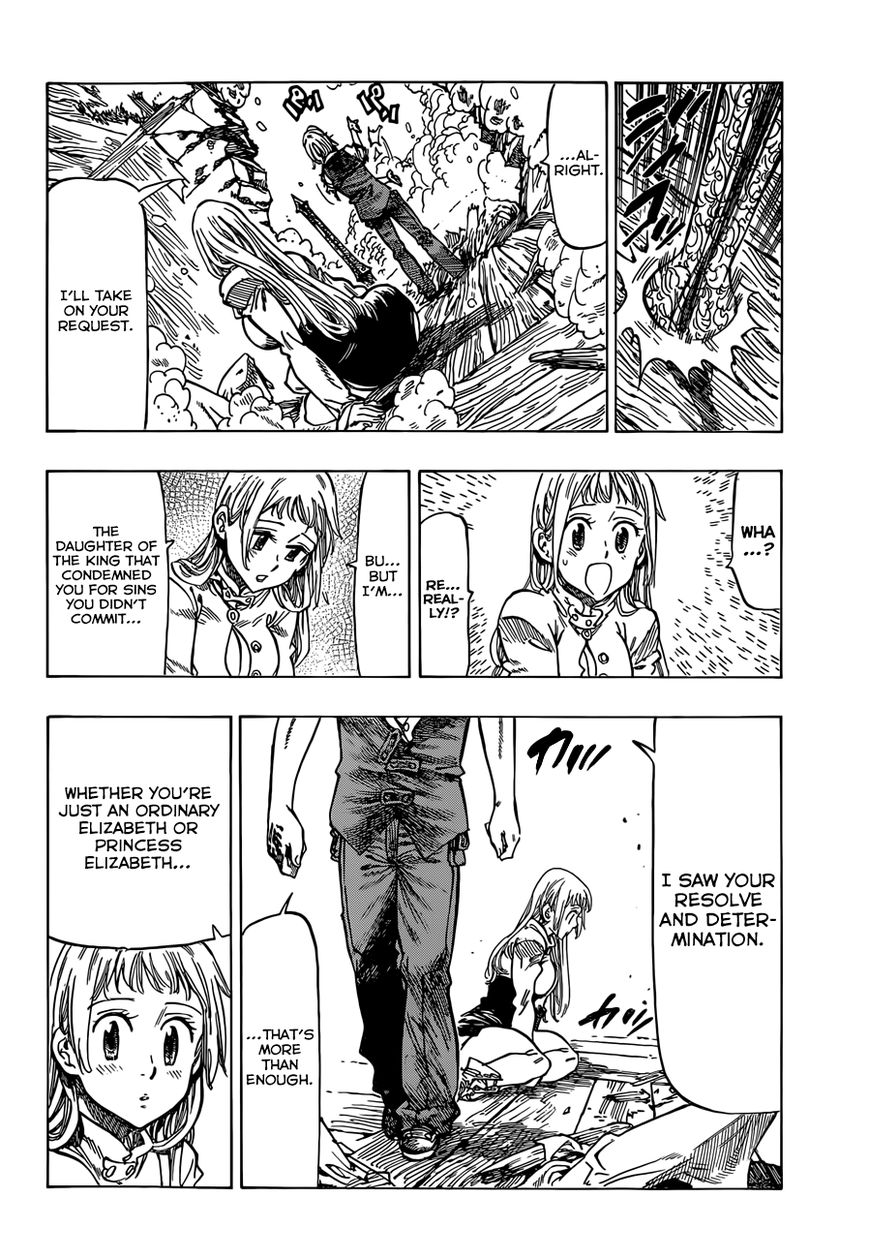 ...AL-
RIGHT.
I'LL TAKE
ON YOUR
REQUEST.
WHA
...?
RE...
REAL-
LY!?
BU...
BUT
I'M...
THE
DAUGHTER OF
THE KING THAT
CONDEMNED
YOU FOR SINS
YOU DIDN'T
COMMIT...
I SAW YOUR
RESOLVE
AND DETER-
MINATION.
...THAT'S
MORE
THAN
ENOUGH.
WHETHER YOU'RE
JUST AN ORDINARY
ELIZABETH OR
PRINCESS
ELIZABETH...